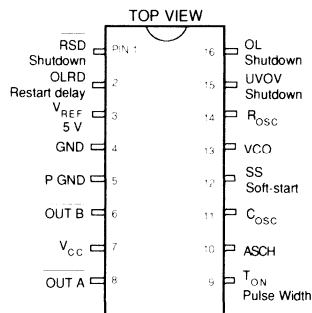 TOP VIEW
RSD
Shutdown
PIN 1
16
OL
Shutdown
OLRD
Restart delay
2
15
UVOV
Shutdown
VREF
5 V
3
14
ROSC
GND
4
13
VCO
P GND
5
12
SS
Soft-start
OUT B
6
11
COSC
VCC
7
10
ASCH
OUT A
8
9
TON
Pulse Width